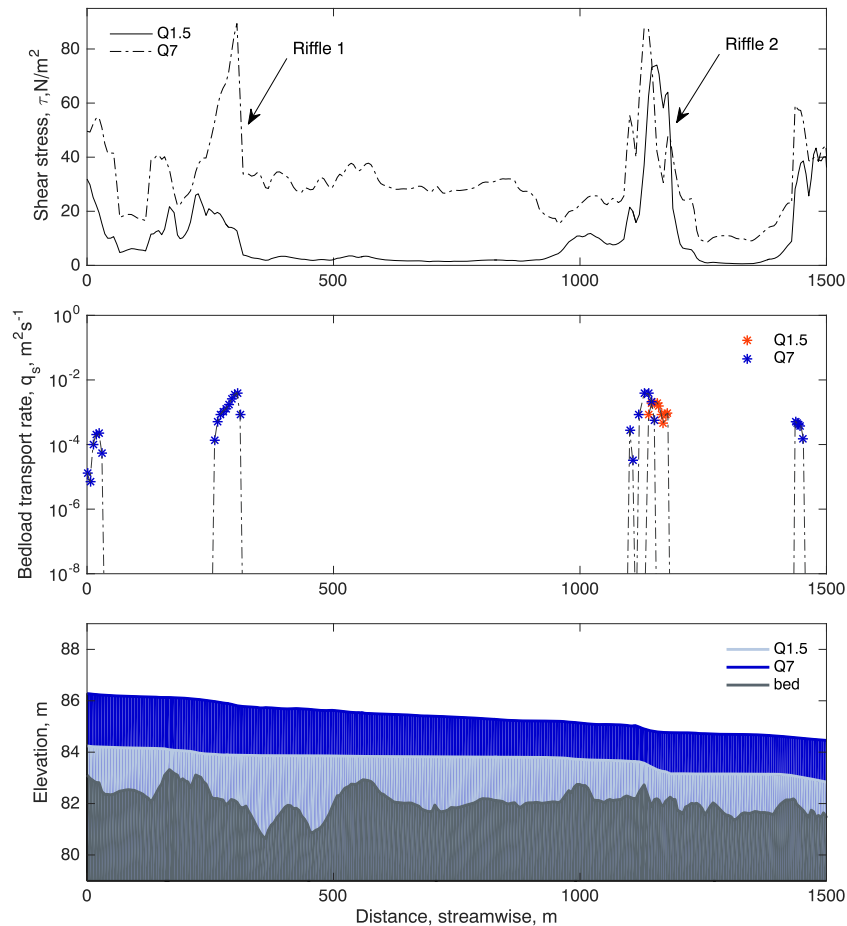 Shear stress, τ,N/m²
80
60
40
20
0
Q1.5
Q7
Riffle 1
Riffle 2
0
500
1000
1500
Bedload transport rate, qₛ, m²s⁻¹
10⁰
10⁻²
10⁻⁴
10⁻⁶
10⁻⁸
Q1.5
Q7
0
500
1000
1500
Elevation, m
88
86
84
82
80
Q1.5
Q7
bed
0
500
1000
1500
Distance, streamwise, m